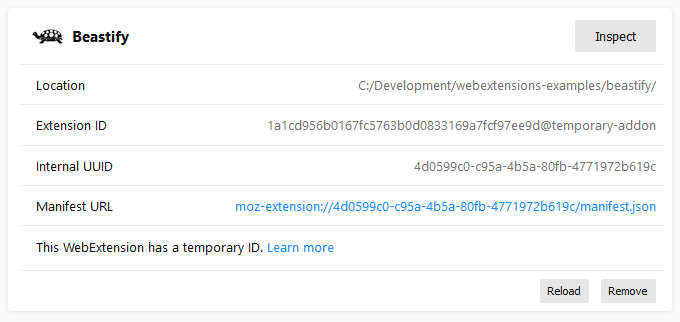 Beastify
Inspect
Location C:/Development/webextensions-examples/beastify/
Extension ID 1a1cd956b0167fc5763b0d0833169a7fcf97ee9d@temporary-addon
Internal UUID 4d0599c0-c95a-4b5a-80fb-4771972b619c
Manifest URL moz-extension://4d0599c0-c95a-4b5a-80fb-4771972b619c/manifest.json
This WebExtension has a temporary ID. Learn more
Reload Remove